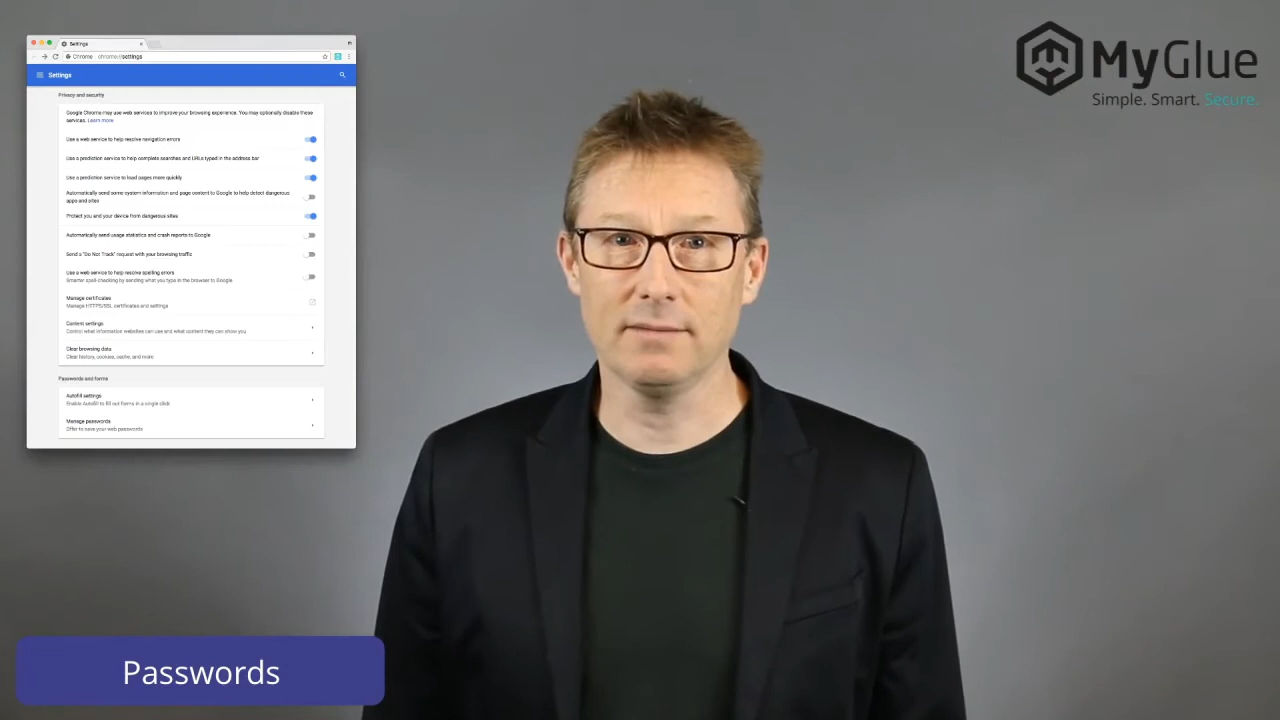 Settings
Chrome
chrome://settings
Settings
Privacy and security
Google Chrome may use web services to improve your browsing experience. You may optionally disable these
services. Learn more
Use a web service to help resolve navigation errors
Use a prediction service to help complete searches and URLs typed in the address bar
Use a prediction service to load pages more quickly
Automatically send some system information and page content to Google to help detect dangerous
apps and sites
Protect you and your device from dangerous sites
Automatically send usage statistics and crash reports to Google
Send a "Do Not Track" request with your browsing traffic
Use a web service to help resolve spelling errors
Smarter spell-checking by sending what you type in the browser to Google
Manage certificates
Manage HTTPS/SSL certificates and settings
Content settings
Control what information websites can use and what content they can show you
Clear browsing data
Clear history, cookies, cache, and more
Passwords and forms
Autofill settings
Enable Autofill to fill out forms in a single click
Manage passwords
Offer to save your web passwords
MyGlue
Simple. Smart. Secure.
Passwords